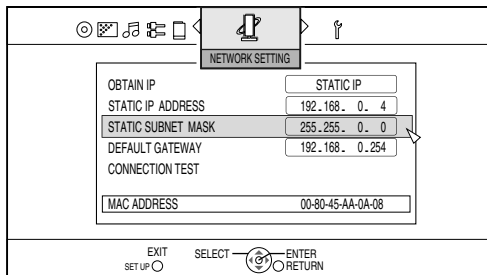 NETWORK SETTING
OBTAIN IP STATIC IP
STATIC IP ADDRESS 192.168. 0. 4
STATIC SUBNET MASK 255.255. 0. 0
DEFAULT GATEWAY 192.168. 0.254
CONNECTION TEST
MAC ADDRESS 00-80-45-AA-0A-08
EXIT SELECT ENTER
SET UP RETURN